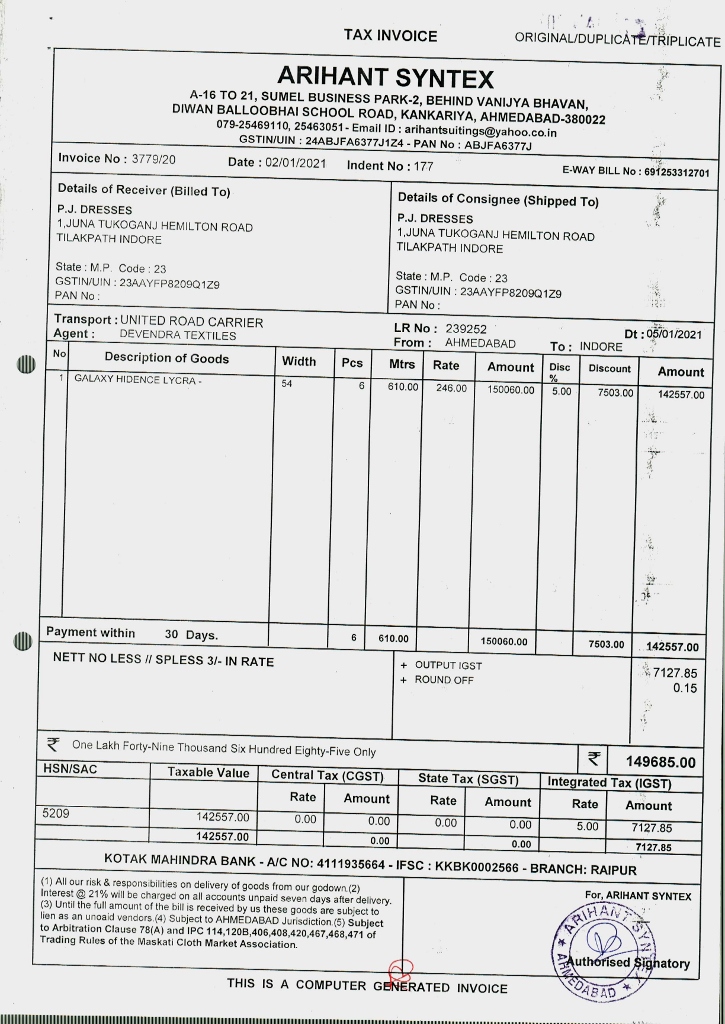 TAX INVOICE
ORIGINAL/DUPLICATE/TRIPLICATE
ARIHANT SYNTEX
A-16 TO 21, SUMEL BUSINESS PARK-2, BEHIND VANIJYA BHAVAN,
DIWAN BALLOOBHAI SCHOOL ROAD, KANKARIYA, AHMEDABAD-380022
079-25469110, 25463051 - Email ID : arihantsuitings@yahoo.co.in
GSTIN/UIN : 24ABJFA6377J1Z4 - PAN No : ABJFA6377J
Invoice No : 3779/20 Date : 02/01/2021 Indent No : 177 E-WAY BILL No : 691253312701
Details of Receiver (Billed To)
P.J. DRESSES
1,JUNA TUKOGANJ HEMILTON ROAD
TILAKPATH INDORE
State : M.P. Code : 23
GSTIN/UIN : 23AAYFP8209Q1Z9
PAN No :
Details of Consignee (Shipped To)
P.J. DRESSES
1,JUNA TUKOGANJ HEMILTON ROAD
TILAKPATH INDORE
State : M.P. Code : 23
GSTIN/UIN : 23AAYFP8209Q1Z9
PAN No :
Transport : UNITED ROAD CARRIER LR No : 239252 Dt : 05/01/2021
Agent : DEVENDRA TEXTILES From : AHMEDABAD To : INDORE
No Description of Goods Width Pcs Mtrs Rate Amount Disc % Discount Amount
1 GALAXY HIDENCE LYCRA - 54 6 610.00 246.00 150060.00 5.00 7503.00 142557.00
Payment within 30 Days. 6 610.00 150060.00 7503.00 142557.00
NETT NO LESS // SPLESS 3/- IN RATE
+ OUTPUT IGST 7127.85
+ ROUND OFF 0.15
₹ One Lakh Forty-Nine Thousand Six Hundred Eighty-Five Only ₹ 149685.00
HSN/SAC Taxable Value Central Tax (CGST) State Tax (SGST) Integrated Tax (IGST)
Rate Amount Rate Amount Rate Amount
5209 142557.00 0.00 0.00 0.00 0.00 5.00 7127.85
142557.00 0.00 0.00 7127.85
KOTAK MAHINDRA BANK - A/C NO: 4111935664 - IFSC : KKBK0002566 - BRANCH: RAIPUR
(1) All our risk & responsibilities on delivery of goods from our godown.(2)
Interest @ 21% will be charged on all accounts unpaid seven days after delivery.
(3) Until the full amount of the bill is received by us these goods are subject to
lien as an unoaid vendors.(4) Subject to AHMEDABAD Jurisdiction.(5) Subject
to Arbitration Clause 78(A) and IPC 114,120B,406,408,420,467,468,471 of
Trading Rules of the Maskati Cloth Market Association.
For, ARIHANT SYNTEX
ARIHANT SYNTEX
AHMEDABAD
Authorised Signatory
THIS IS A COMPUTER GENERATED INVOICE